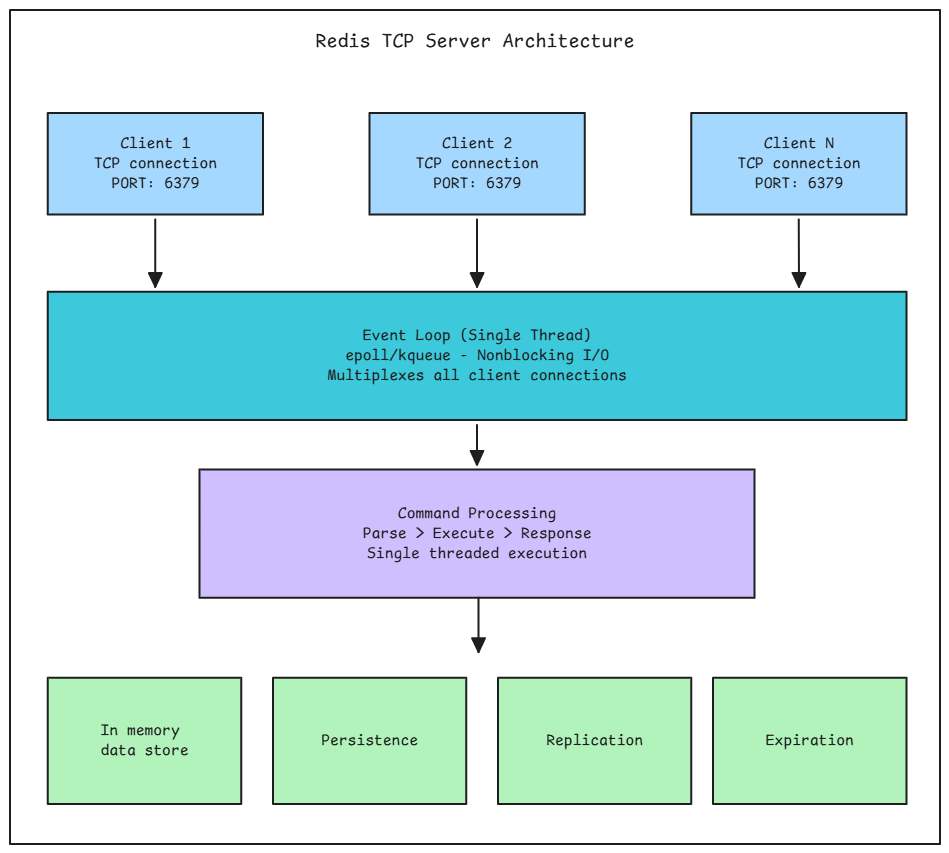 Redis TCP Server Architecture
Client 1
TCP connection
PORT: 6379
Client 2
TCP connection
PORT: 6379
Client N
TCP connection
PORT: 6379
Event Loop (Single Thread)
epoll/kqueue - Nonblocking I/O
Multiplexes all client connections
Command Processing
Parse > Execute > Response
Single threaded execution
In memory
data store
Persistence
Replication
Expiration